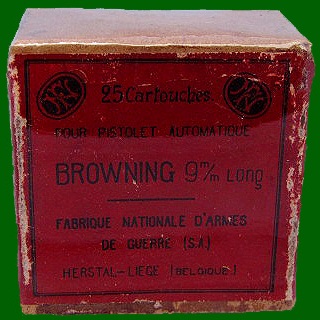 25 Cartouches
POUR PISTOLET AUTOMATIQUE
BROWNING 9m/m LONG
FABRIQUE NATIONALE D'ARMES
DE GUERRE (S.A.)
HERSTAL-LIEGE (BELGIQUE)